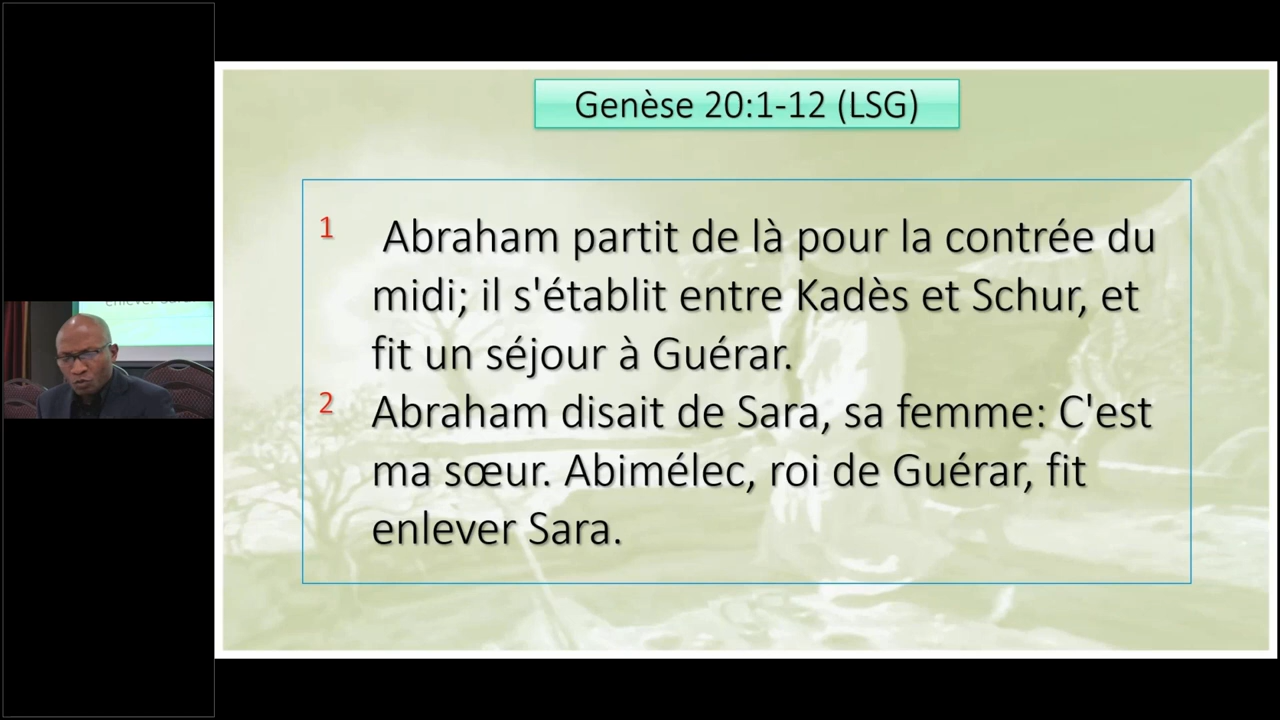 Genèse 20:1-12 (LSG)
1 Abraham partit de là pour la contrée du
midi; il s'établit entre Kadès et Schur, et
fit un séjour à Guérar.
2 Abraham disait de Sara, sa femme: C'est
ma sœur. Abimélec, roi de Guérar, fit
enlever Sara.
enlever Sara